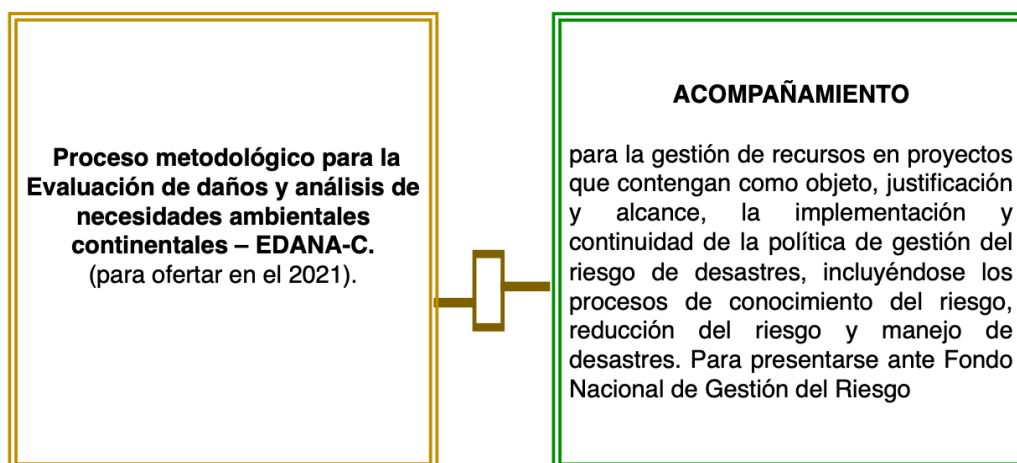 Proceso metodológico para la
Evaluación de daños y análisis de
necesidades ambientales
continentales – EDANA-C.
(para ofertar en el 2021).
ACOMPAÑAMIENTO
para la gestión de recursos en proyectos
que contengan como objeto, justificación
y alcance, la implementación y
continuidad de la política de gestión del
riesgo de desastres, incluyéndose los
procesos de conocimiento del riesgo,
reducción del riesgo y manejo de
desastres. Para presentarse ante Fondo
Nacional de Gestión del Riesgo